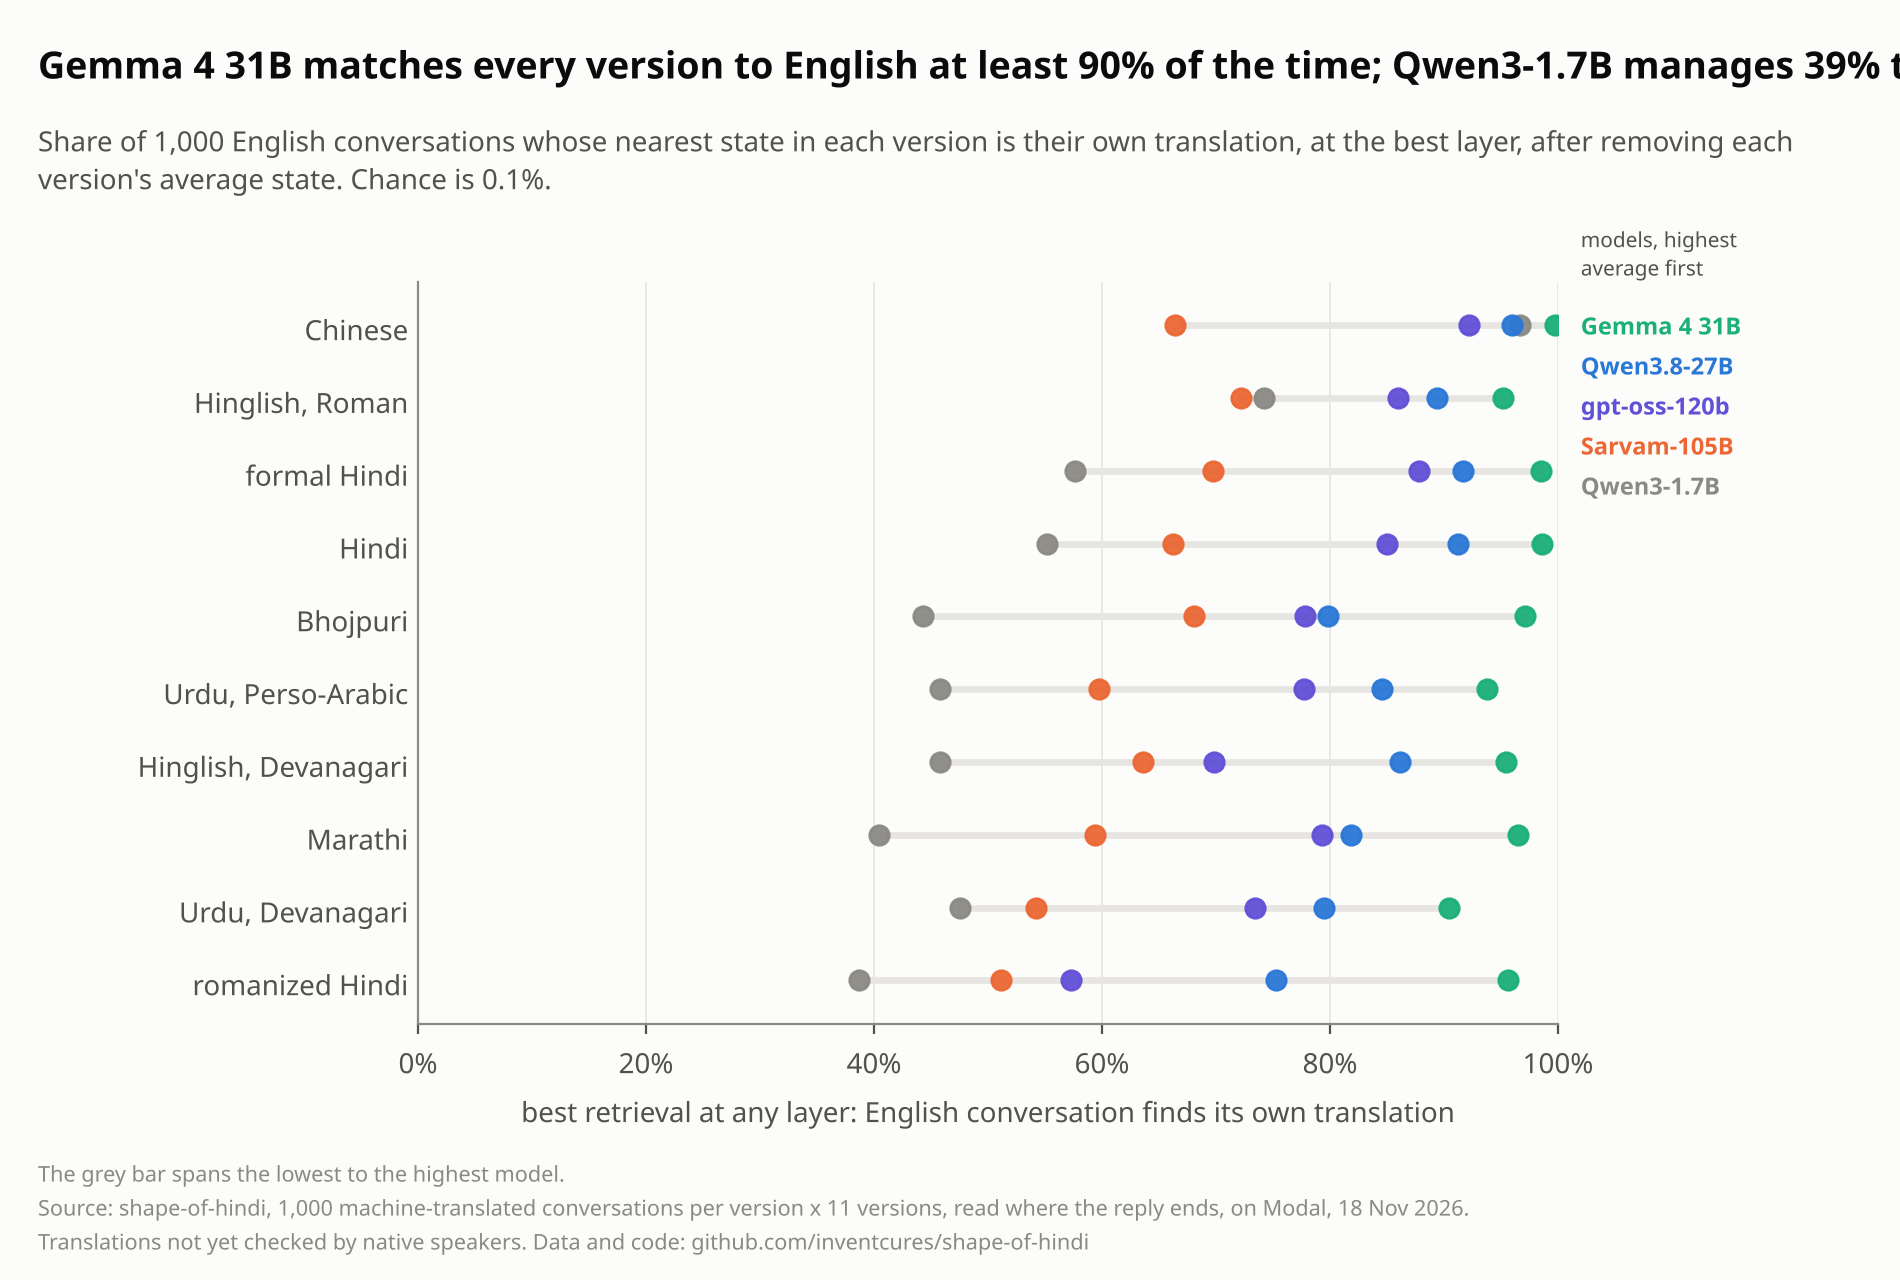 Gemma 4 31B matches every version to English at least 90% of the time; Qwen3-1.7B manages 39% t
Share of 1,000 English conversations whose nearest state in each version is their own translation, at the best layer, after removing each
version's average state. Chance is 0.1%.
models, highest
average first
Chinese
Gemma 4 31B
Qwen3.8-27B
Hinglish, Roman
gpt-oss-120b
Sarvam-105B
formal Hindi
Qwen3-1.7B
Hindi
Bhojpuri
Urdu, Perso-Arabic
Hinglish, Devanagari
Marathi
Urdu, Devanagari
romanized Hindi
0% 20% 40% 60% 80% 100%
best retrieval at any layer: English conversation finds its own translation
The grey bar spans the lowest to the highest model.
Source: shape-of-hindi, 1,000 machine-translated conversations per version x 11 versions, read where the reply ends, on Modal, 18 Nov 2026.
Translations not yet checked by native speakers. Data and code: github.com/inventcures/shape-of-hindi